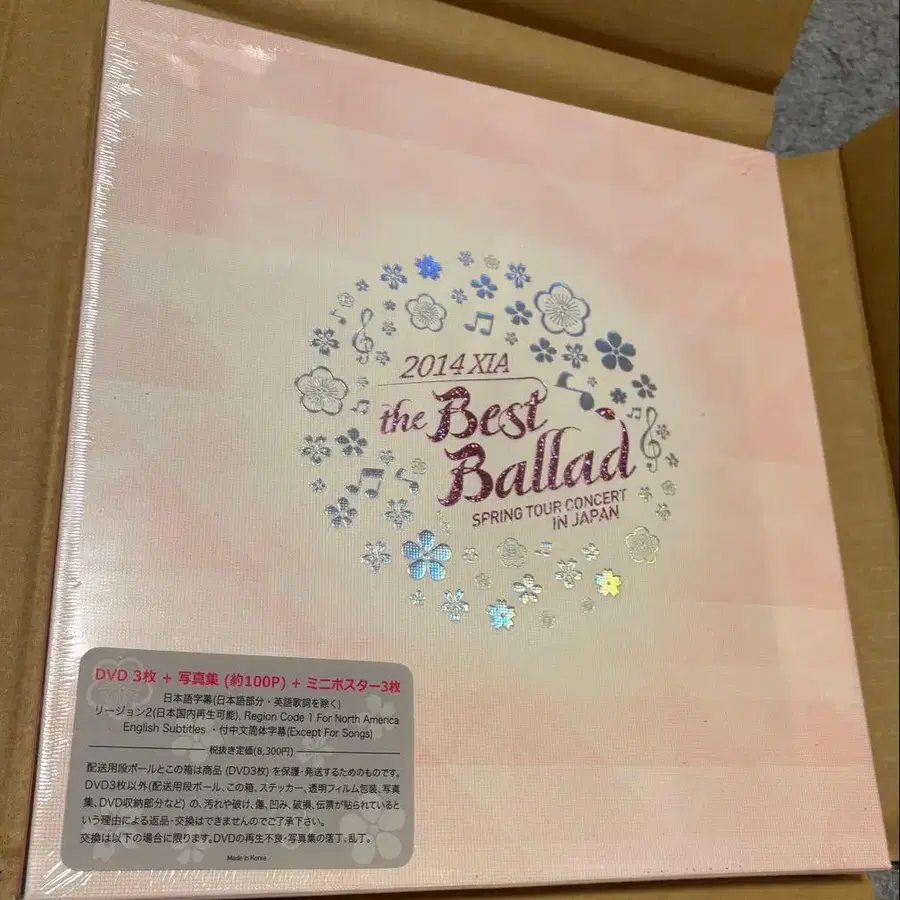 2014 XIA
the Best
Ballad
SPRING TOUR CONCERT
IN JAPAN
DVD 3枚 + 写真集 (約100P) + ミニポスター3枚
日本語字幕(日本語部分・英語歌詞を除く)
リージョン2(日本国内再生可能), Region Code 1 For North America
English Subtitles ・付中文简体字幕(Except For Songs)
税抜き定価(8,300円)
配送用段ボールとこの箱は商品 (DVD3枚) を保護・発送するためのものです。
DVD3枚以外(配送用段ボール、この箱、ステッカー、透明フィルム包装、写真
集、DVD収納部分など) の、汚れや破け、傷、凹み、破損、伝票が貼られていると
いう理由による返品・交換はできませんのでご了承下さい。
交換は以下の場合に限ります。DVDの再生不良・写真集の落丁、乱丁。
Made in Korea